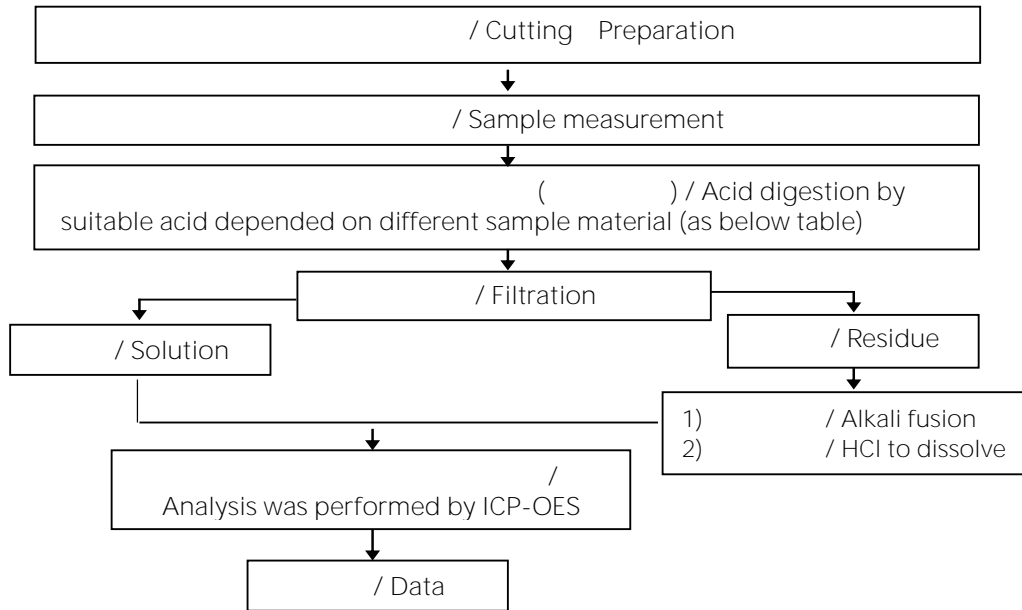 / Cutting Preparation
/ Sample measurement
( ) / Acid digestion by
suitable acid depended on different sample material (as below table)
/ Filtration
/ Solution
/ Residue
1) / Alkali fusion
2) / HCl to dissolve
/
Analysis was performed by ICP-OES
/ Data